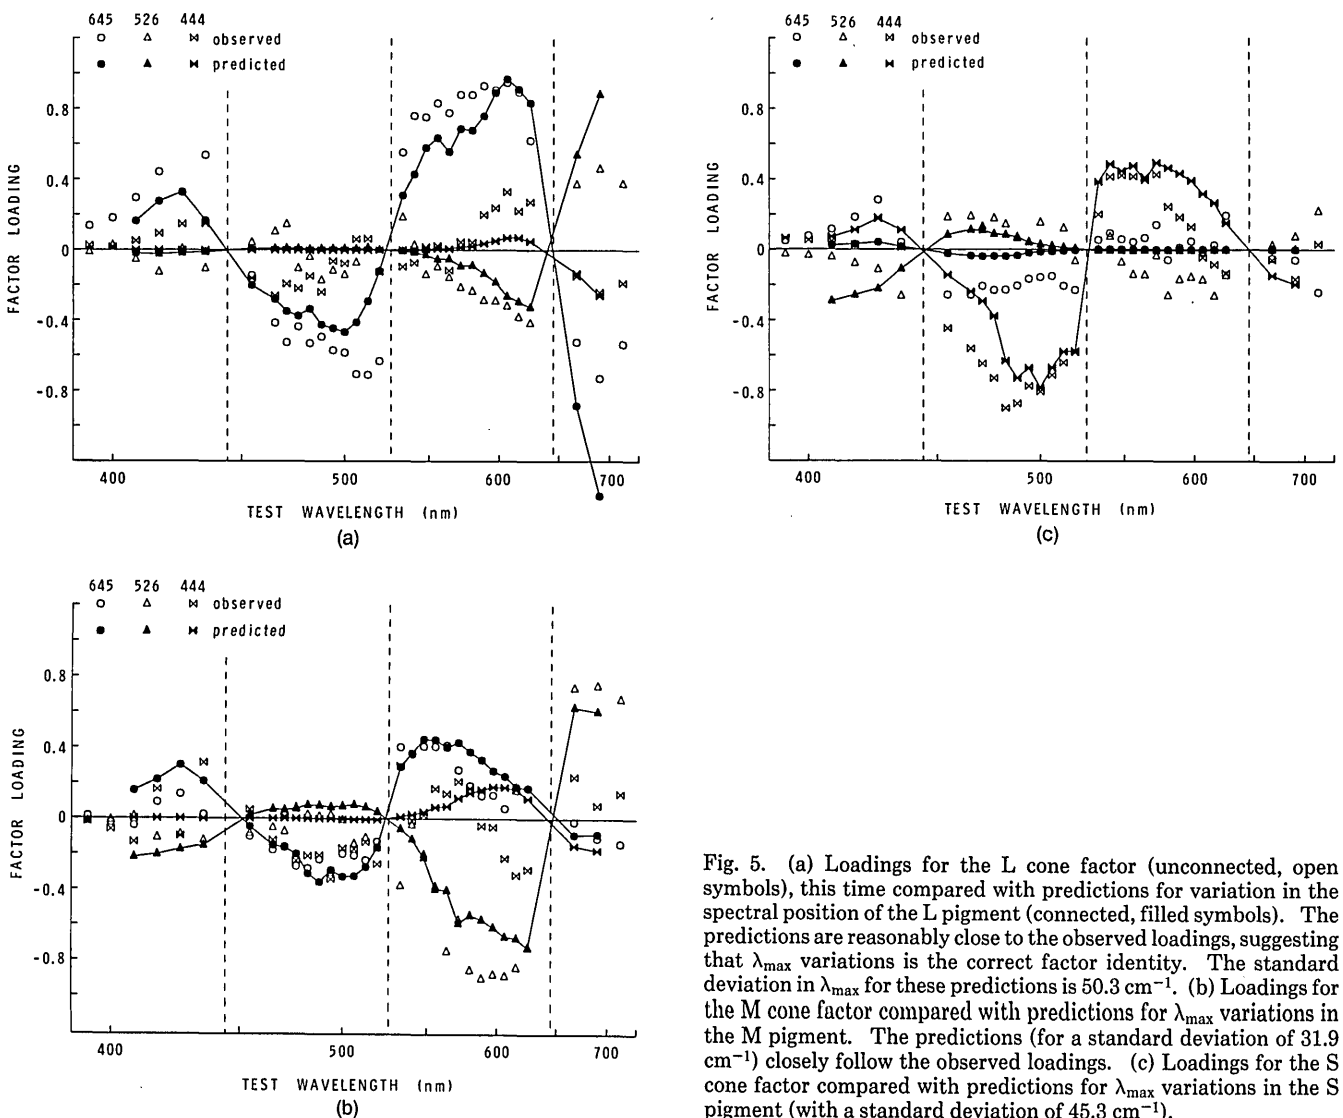 645 526 444
observed
predicted
0.8
0.4
0
-0.4
-0.8
FACTOR LOADING
400 500 600 700
TEST WAVELENGTH (nm)
(a)
645 526 444
observed
predicted
0.8
0.4
0
-0.4
-0.8
FACTOR LOADING
400 500 600 700
TEST WAVELENGTH (nm)
(c)
645 526 444
observed
predicted
0.8
0.4
0
-0.4
-0.8
FACTOR LOADING
400 500 600 700
TEST WAVELENGTH (nm)
(b)
Fig. 5. (a) Loadings for the L cone factor (unconnected, open
symbols), this time compared with predictions for variation in the
spectral position of the L pigment (connected, filled symbols). The
predictions are reasonably close to the observed loadings, suggesting
that λmax variations is the correct factor identity. The standard
deviation in λmax for these predictions is 50.3 cm⁻¹. (b) Loadings for
the M cone factor compared with predictions for λmax variations in
the M pigment. The predictions (for a standard deviation of 31.9
cm⁻¹) closely follow the observed loadings. (c) Loadings for the S
cone factor compared with predictions for λmax variations in the S
pigment (with a standard deviation of 45.3 cm⁻¹).